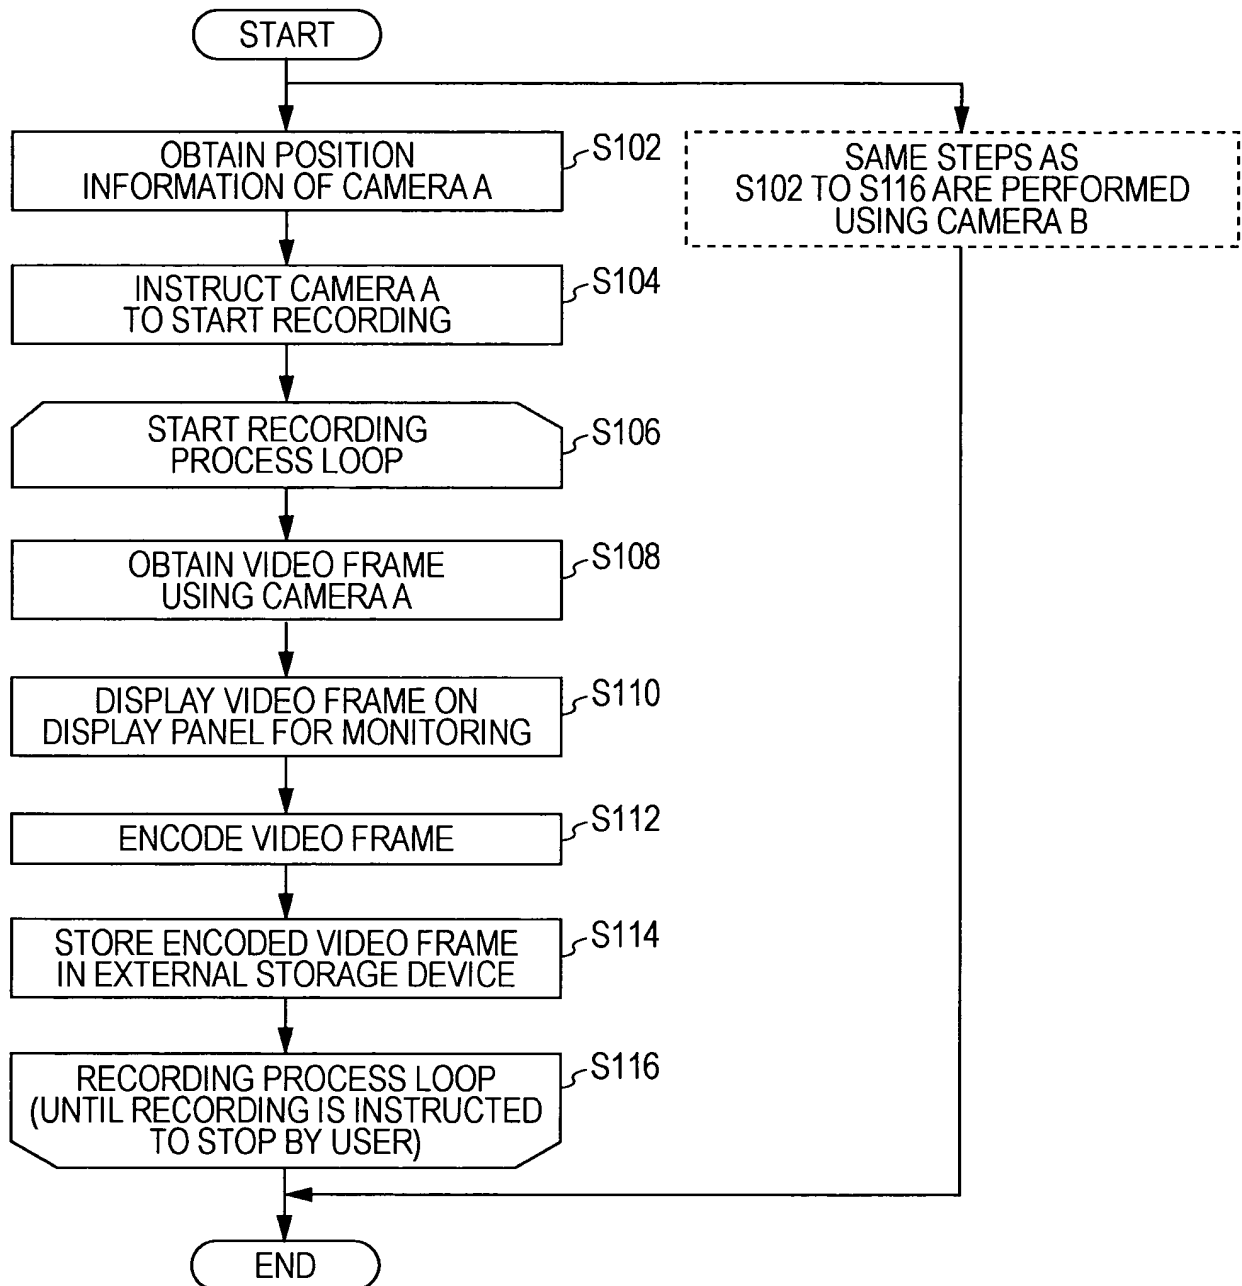 START
OBTAIN POSITION
INFORMATION OF CAMERA A
S102
SAME STEPS AS
S102 TO S116 ARE PERFORMED
USING CAMERA B
INSTRUCT CAMERA A
TO START RECORDING
S104
START RECORDING
PROCESS LOOP
S106
OBTAIN VIDEO FRAME
USING CAMERA A
S108
DISPLAY VIDEO FRAME ON
DISPLAY PANEL FOR MONITORING
S110
ENCODE VIDEO FRAME
S112
STORE ENCODED VIDEO FRAME
IN EXTERNAL STORAGE DEVICE
S114
RECORDING PROCESS LOOP
(UNTIL RECORDING IS INSTRUCTED
TO STOP BY USER)
S116
END